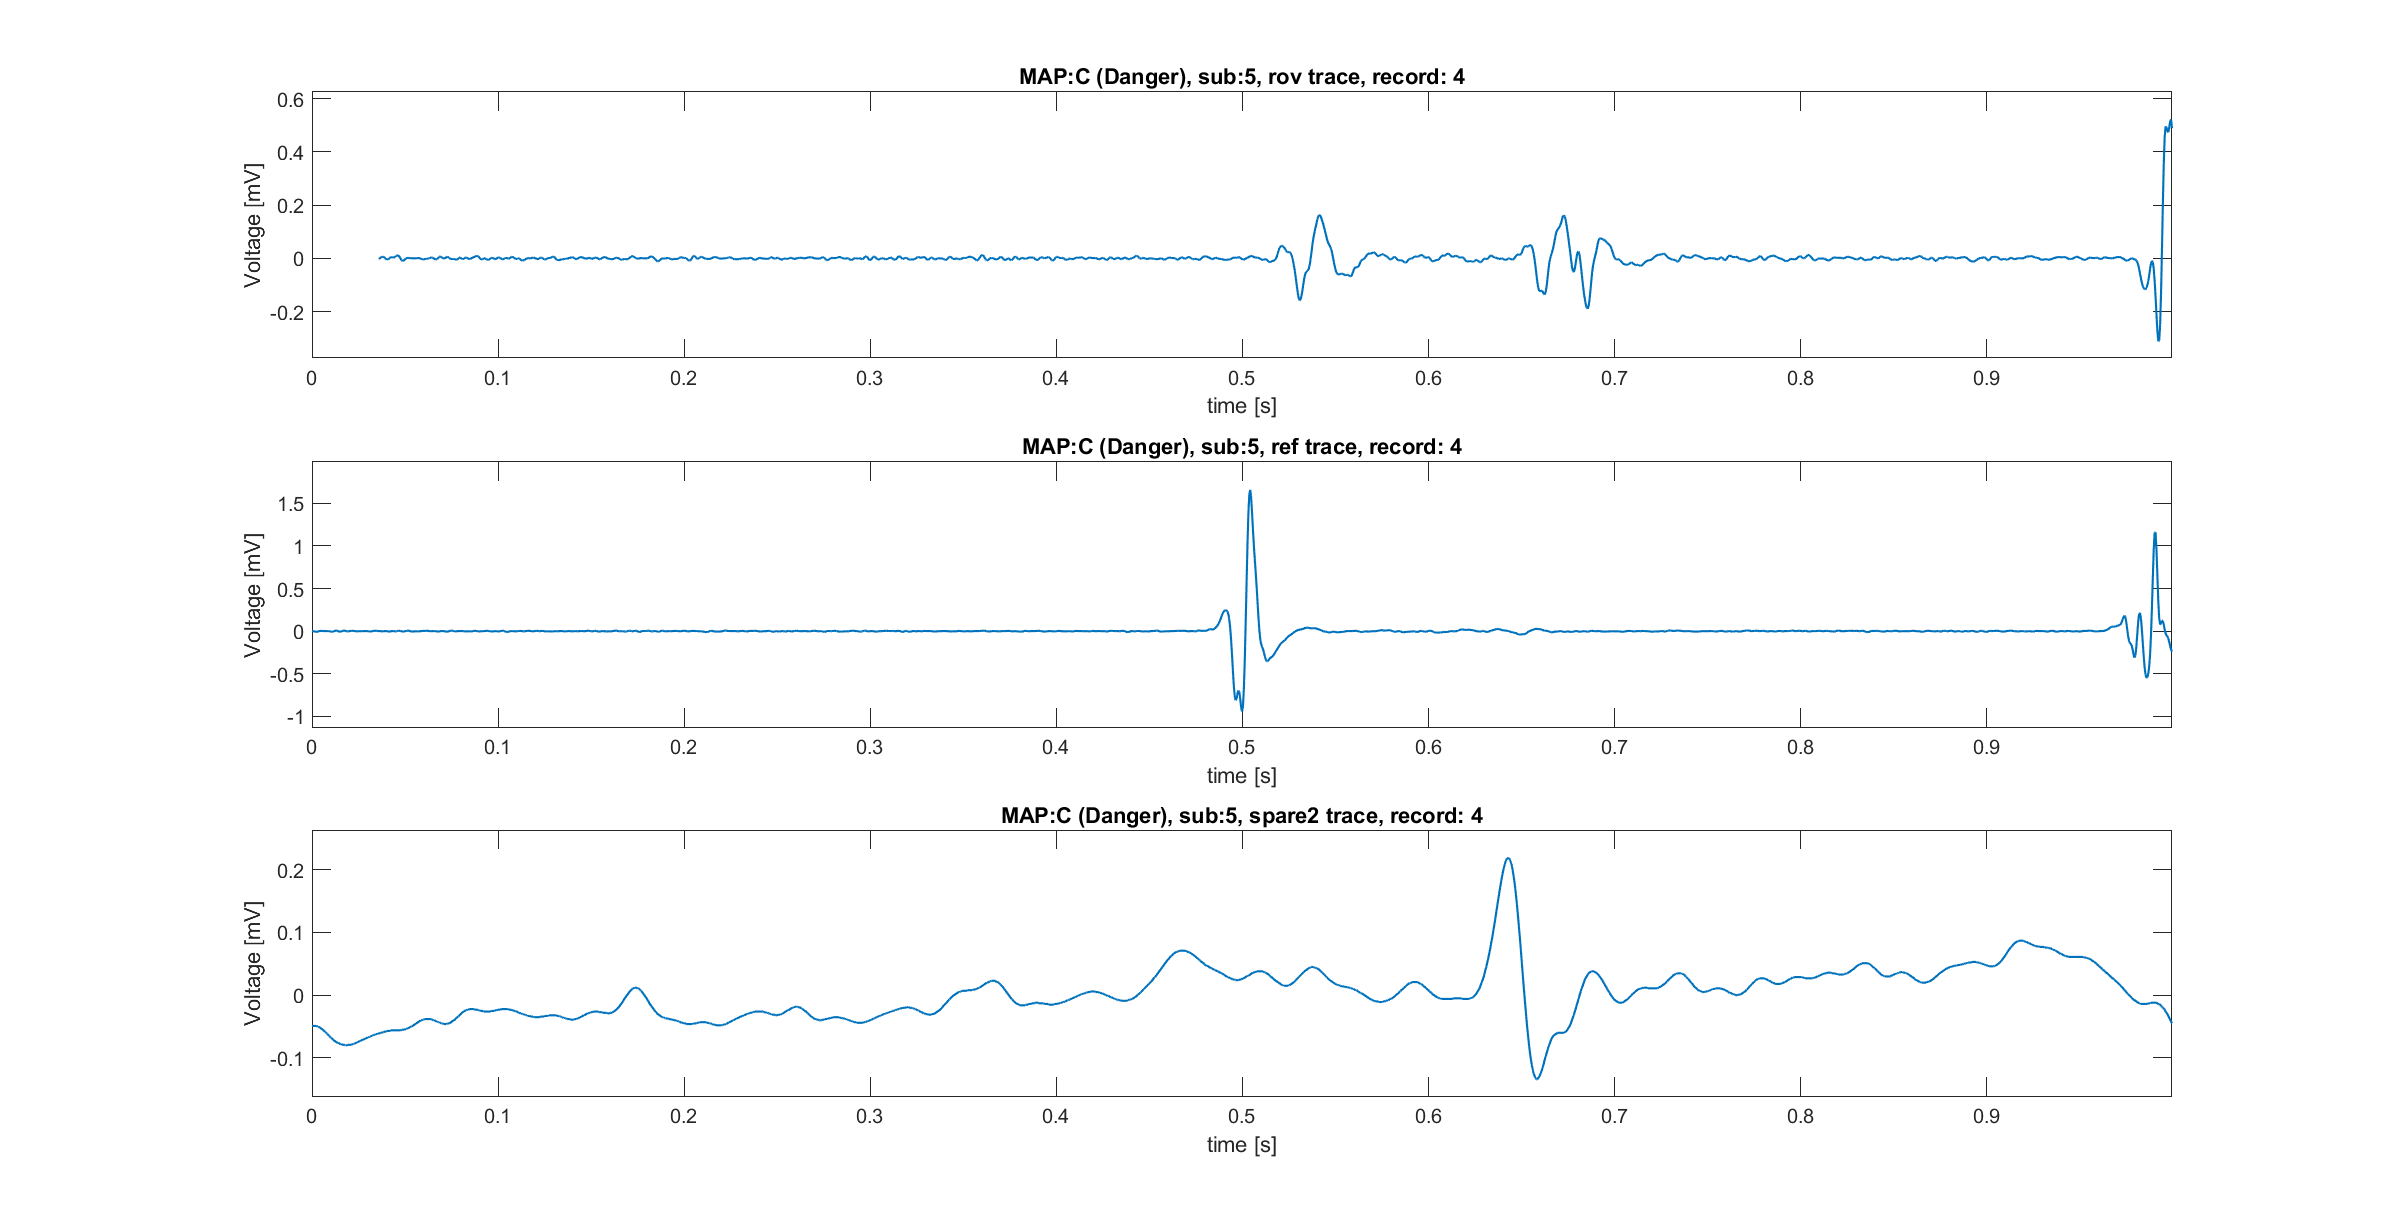 MAP:C (Danger), sub:5, rov trace, record: 4
0.6
0.4
0.2
0
-0.2
Voltage [mV]
0 0.1 0.2 0.3 0.4 0.5 0.6 0.7 0.8 0.9
time [s]
MAP:C (Danger), sub:5, ref trace, record: 4
1.5
1
0.5
0
-0.5
-1
Voltage [mV]
0 0.1 0.2 0.3 0.4 0.5 0.6 0.7 0.8 0.9
time [s]
MAP:C (Danger), sub:5, spare2 trace, record: 4
0.2
0.1
0
-0.1
Voltage [mV]
0 0.1 0.2 0.3 0.4 0.5 0.6 0.7 0.8 0.9
time [s]